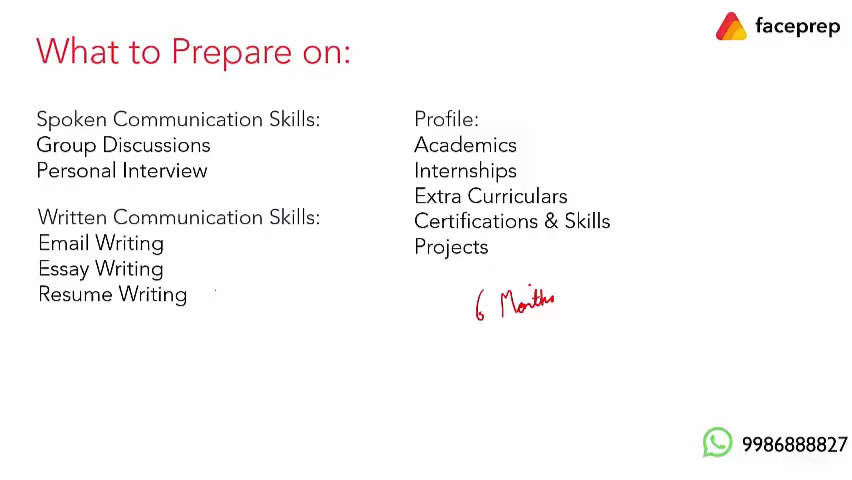 faceprep
What to Prepare on:
Spoken Communication Skills:
Group Discussions
Personal Interview
Written Communication Skills:
Email Writing
Essay Writing
Resume Writing
Profile:
Academics
Internships
Extra Curriculars
Certifications & Skills
Projects
6 Months
9986888827